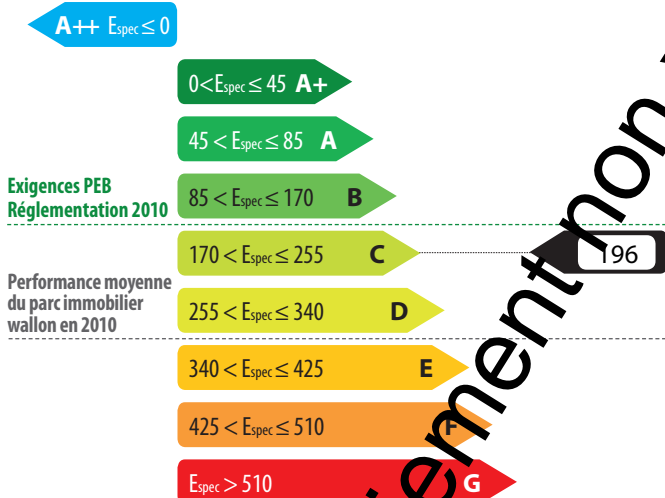 A++ Espec ≤ 0
0<Espec ≤ 45 A+
45 < Espec ≤ 85 A
Exigences PEB
Réglementation 2010
85 < Espec ≤ 170 B
170 < Espec ≤ 255 C
196
Performance moyenne
du parc immobilier
wallon en 2010
255 < Espec ≤ 340 D
340 < Espec ≤ 425 E
425 < Espec ≤ 510 F
Espec > 510 G
non